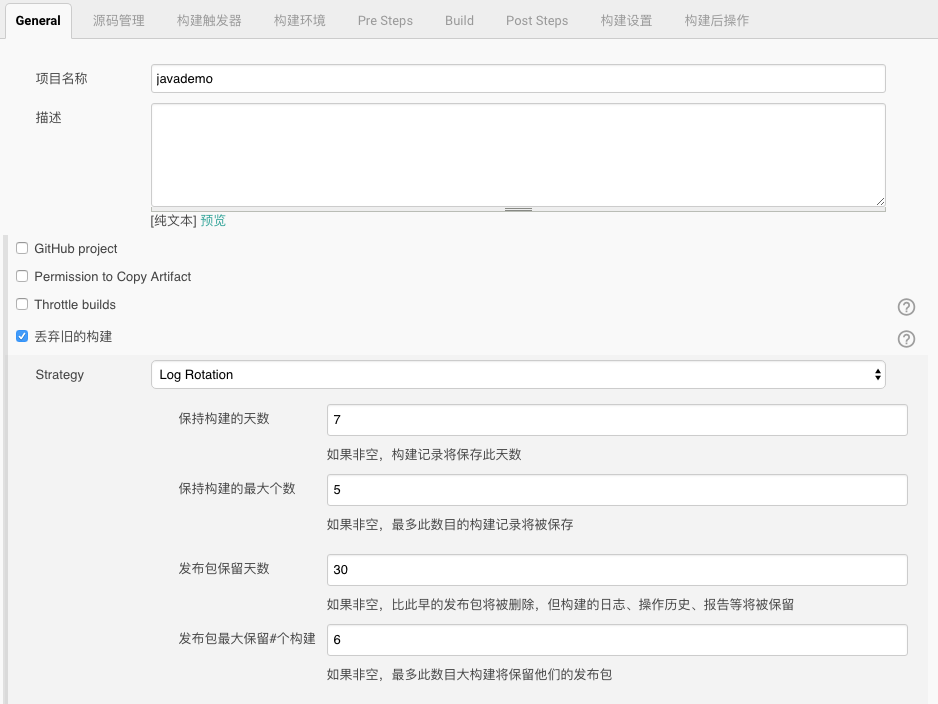 General 源码管理 构建触发器 构建环境 Pre Steps Build Post Steps 构建设置 构建后操作
项目名称 javademo
描述
[纯文本] 预览
GitHub project
Permission to Copy Artifact
Throttle builds
丢弃旧的构建
Strategy Log Rotation
保持构建的天数 7
如果非空，构建记录将保存此天数
保持构建的最大个数 5
如果非空，最多此数目的构建记录将被保存
发布包保留天数 30
如果非空，比此早的发布包将被删除，但构建的日志、操作历史、报告等将被保留
发布包最大保留#个构建 6
如果非空，最多此数目大构建将保留他们的发布包